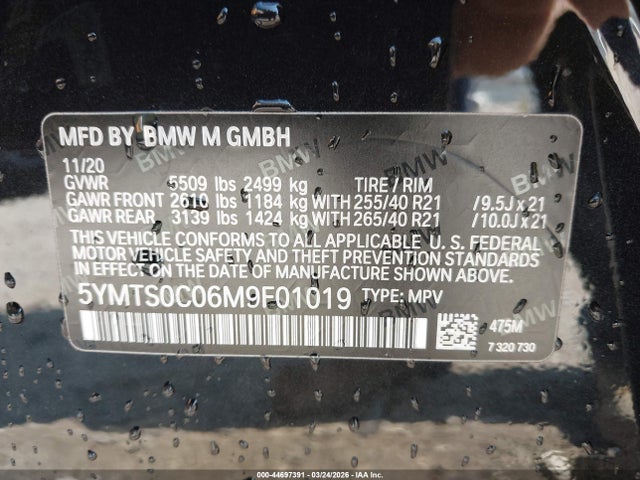 MFD BY BMW M GMBH
11/20
GVWR 5509 lbs 2499 kg TIRE / RIM
GAWR FRONT 2610 lbs 1184 kg WITH 255/40 R21 /9.5J x 21
GAWR REAR 3139 lbs 1424 kg WITH 265/40 R21 /10.0J x 21
THIS VEHICLE CONFORMS TO ALL APPLICABLE U. S. FEDERAL
MOTOR VEHICLE SAFETY AND THEFT PREVENTION STANDARDS
IN EFFECT ON THE DATE OF MANUFACTURE SHOWN ABOVE.
5YMTS0C06M9F01019 TYPE: MPV
475M
7 320 730
000-44697391 - 03/24/2026 - IAA Inc.